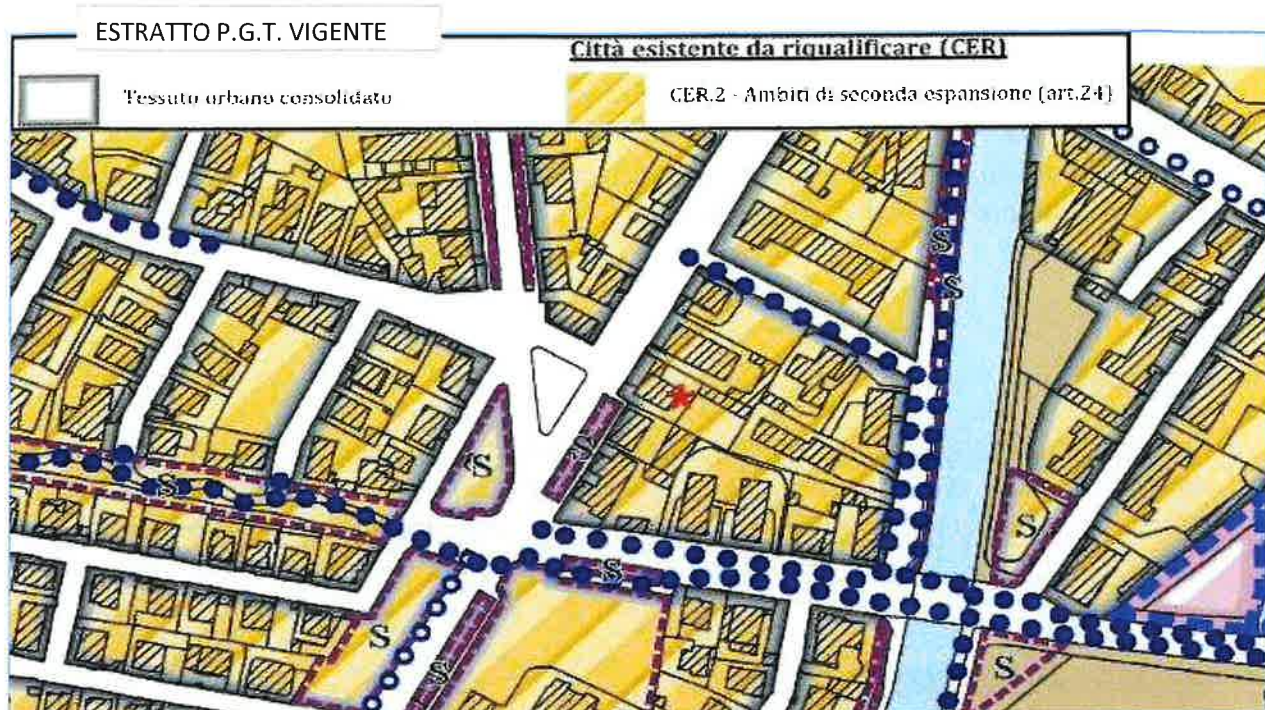 ESTRATTO P.G.T. VIGENTE
Città esistente da riqualificare (CER)
Tessuto urbano consolidato
CER.2 - Ambiti di seconda espansione (art.24)
S
S
S
S
S
S
S
S
S
S